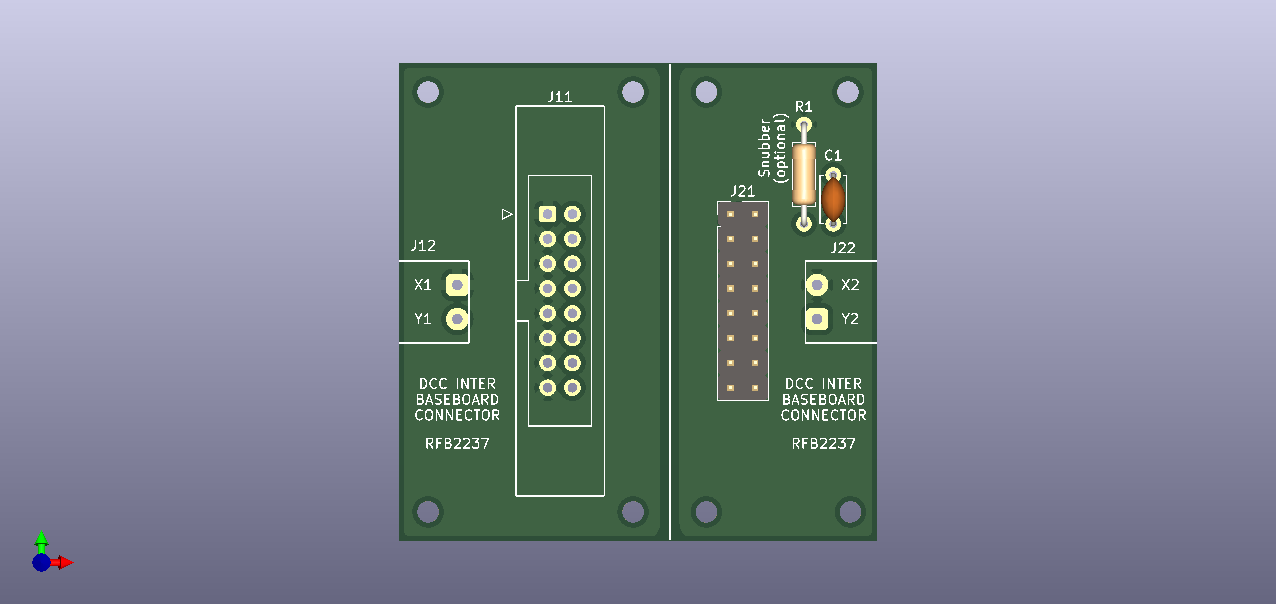 J11
J12
X1
Y1
DCC INTER
BASEBOARD
CONNECTOR
RFB2237
R1
Snubber
(optional)
C1
J21
J22
X2
Y2
DCC INTER
BASEBOARD
CONNECTOR
RFB2237